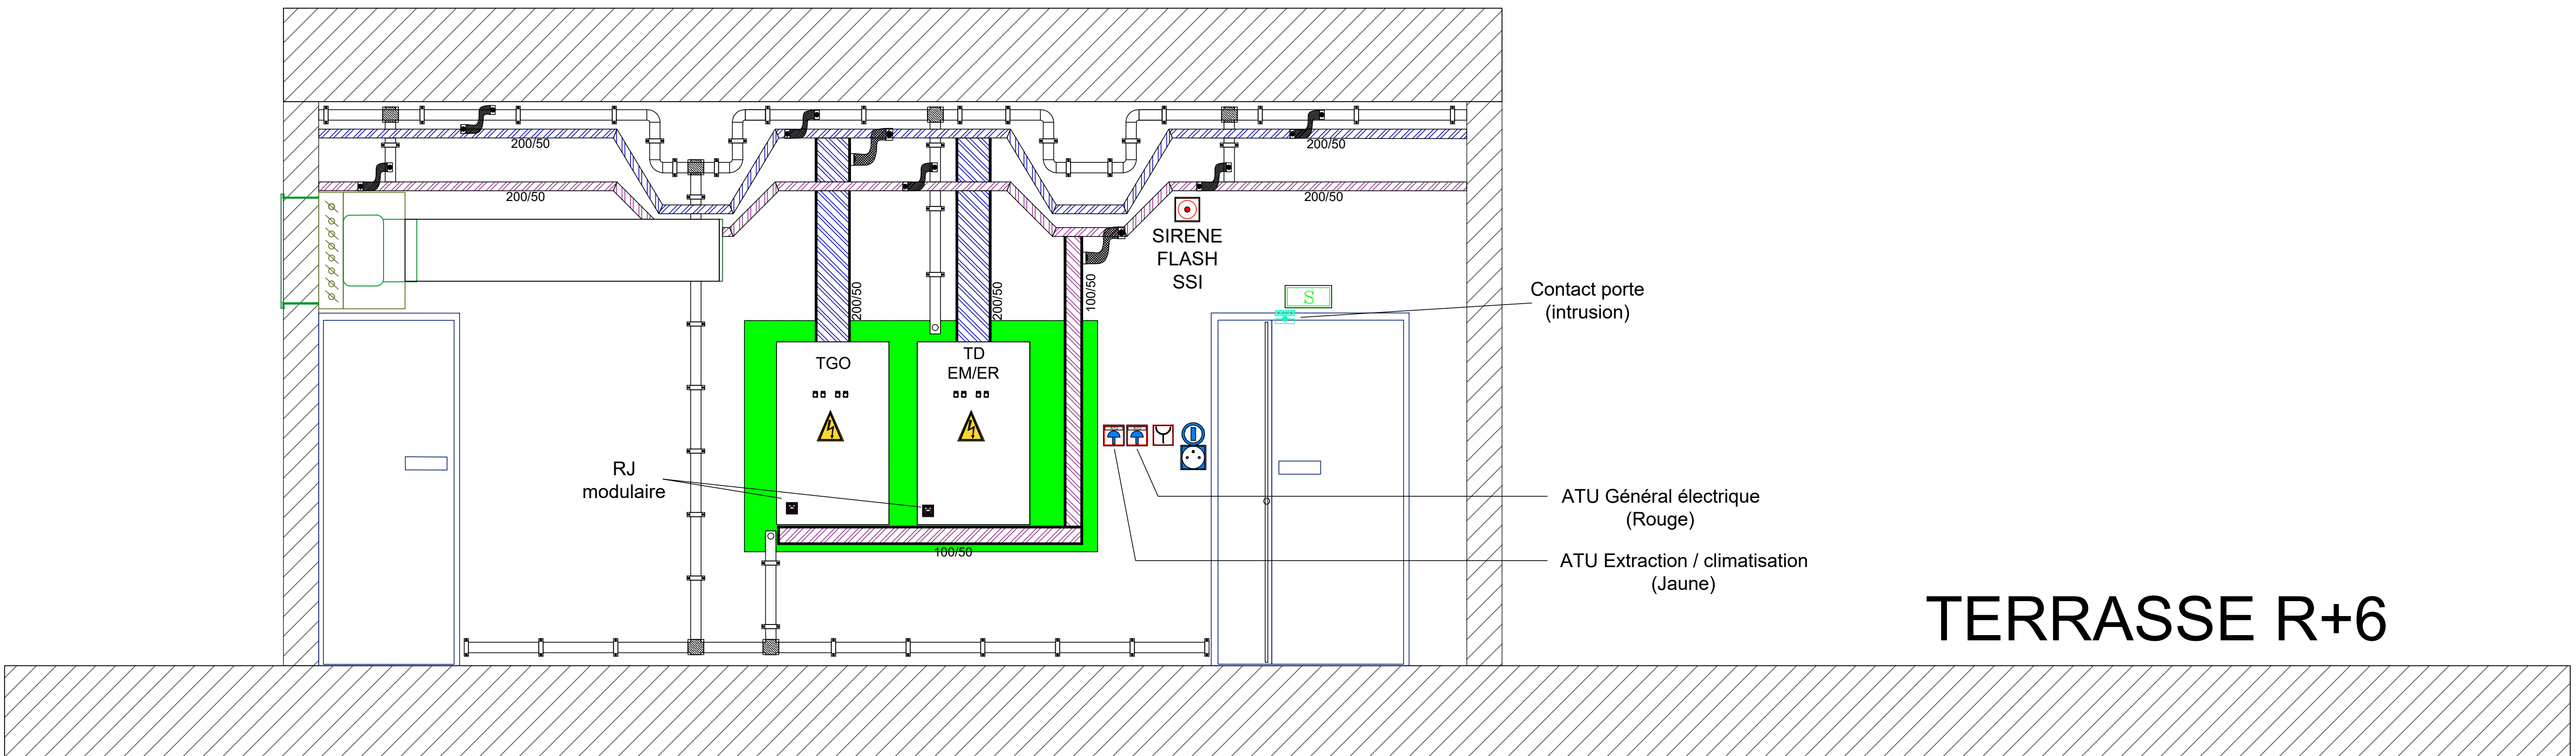 200/50
200/50
200/50
200/50
SIRENE
FLASH
SSI
200/50
200/50
100/50
S
Contact porte
(intrusion)
TGO
TD
EM/ER
RJ
modulaire
ATU Général électrique
(Rouge)
100/50
ATU Extraction / climatisation
(Jaune)
TERRASSE R+6